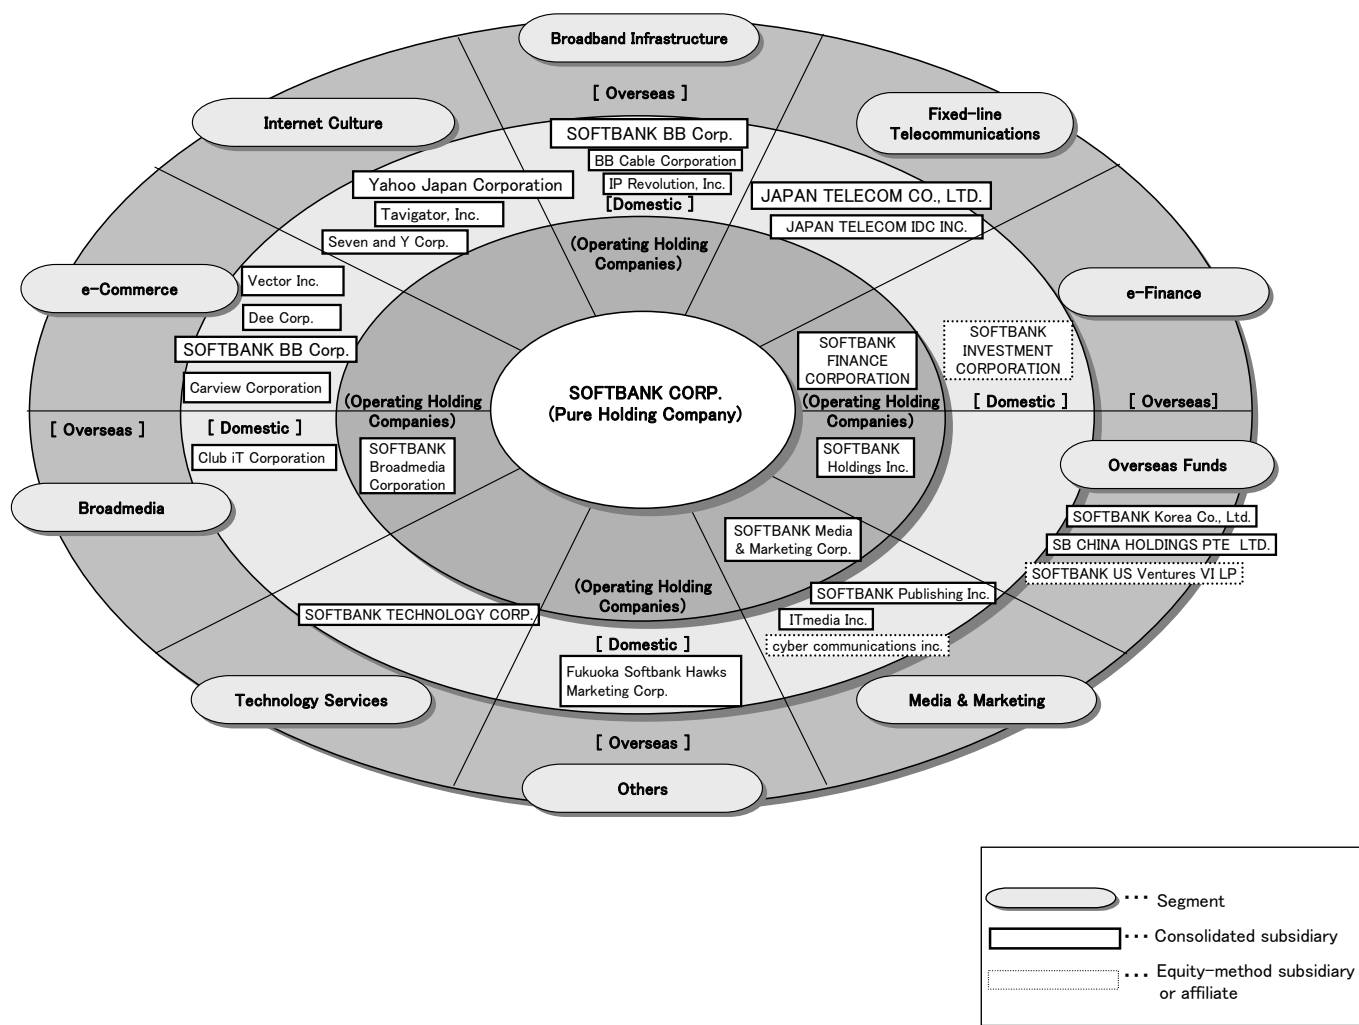 Broadband Infrastructure
[ Overseas ]
Internet Culture
Fixed-line
Telecommunications
SOFTBANK BB Corp.
BB Cable Corporation
IP Revolution, Inc.
[Domestic ]
Yahoo Japan Corporation
Tavigator, Inc.
Seven and Y Corp.
JAPAN TELECOM CO., LTD.
JAPAN TELECOM IDC INC.
(Operating Holding
Companies)
e-Commerce
Vector Inc.
Dee Corp.
SOFTBANK BB Corp.
Carview Corporation
e-Finance
SOFTBANK
INVESTMENT
CORPORATION
SOFTBANK
FINANCE
CORPORATION
SOFTBANK CORP.
(Pure Holding Company)
(Operating Holding
Companies)
(Operating Holding
Companies)
[ Domestic ]
[ Overseas]
[ Overseas ]
[ Domestic ]
Club iT Corporation
SOFTBANK
Broadmedia
Corporation
SOFTBANK
Holdings Inc.
Overseas Funds
Broadmedia
SOFTBANK Korea Co., Ltd.
SB CHINA HOLDINGS PTE LTD.
SOFTBANK US Ventures VI LP
SOFTBANK Media
& Marketing Corp.
(Operating Holding
Companies)
SOFTBANK Publishing Inc.
ITmedia Inc.
cyber communications inc.
SOFTBANK TECHNOLOGY CORP.
[ Domestic ]
Fukuoka Softbank Hawks
Marketing Corp.
Technology Services
Media & Marketing
[ Overseas ]
Others
··· Segment
··· Consolidated subsidiary
··· Equity-method subsidiary
or affiliate